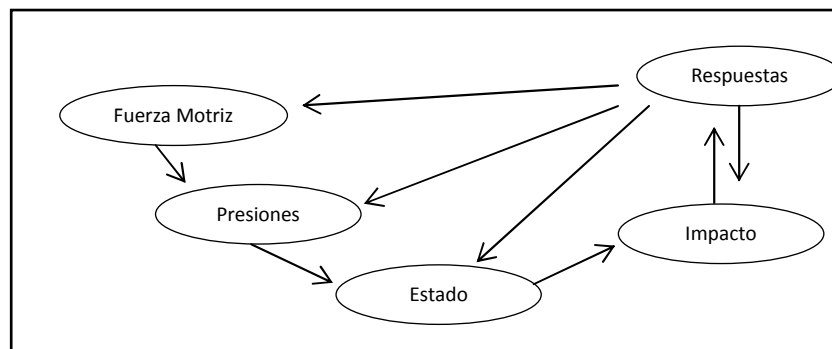 Respuestas
Fuerza Motriz
Presiones
Impacto
Estado